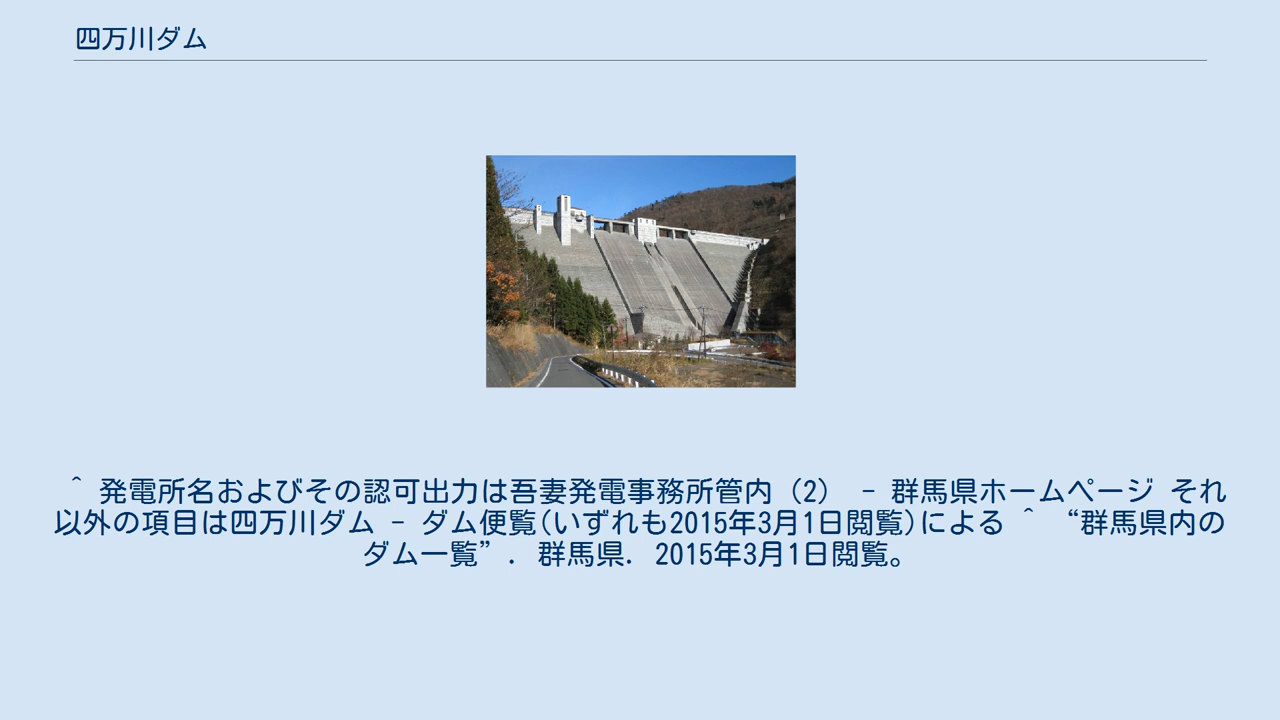 四万川ダム
^ 発電所名およびその認可出力は吾妻発電事務所管内（2） - 群馬県ホームページ それ
以外の項目は四万川ダム - ダム便覧(いずれも2015年3月1日閲覧)による ^ “群馬県内の
ダム一覧”. 群馬県. 2015年3月1日閲覧。